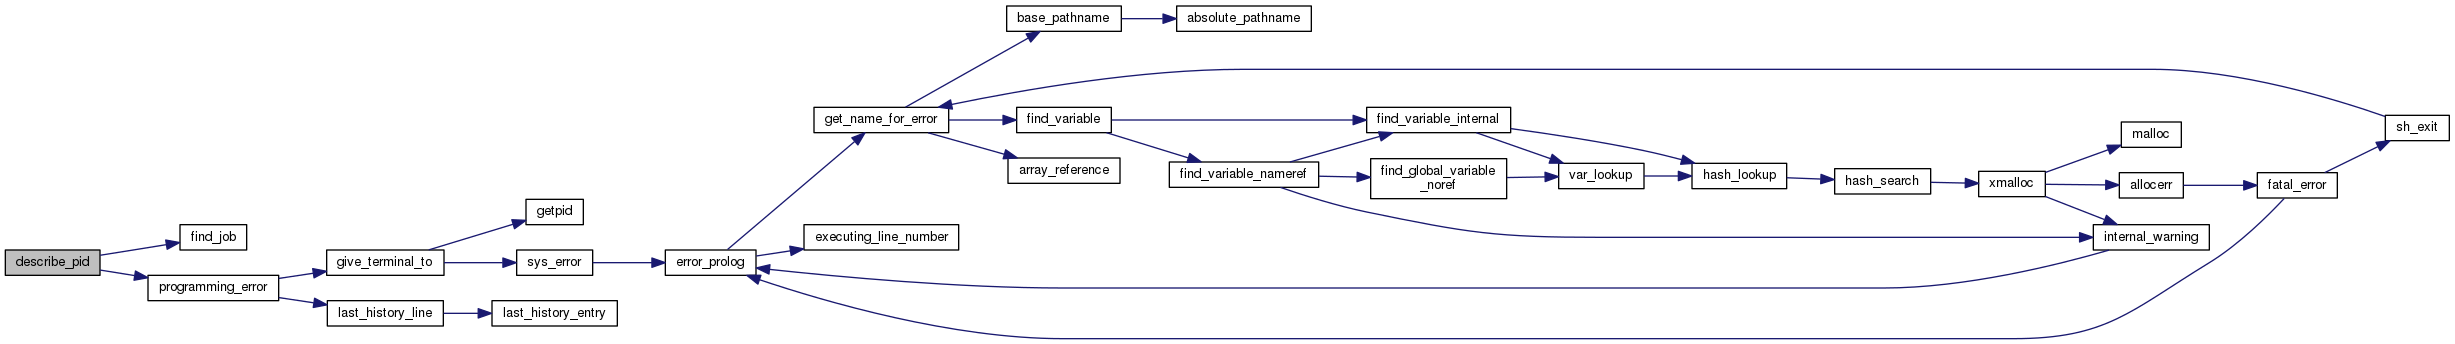 base_pathname
absolute_pathname
get_name_for_error
find_variable
find_variable_internal
sh_exit
malloc
array_reference
find_variable_nameref
find_global_variable
_noref
var_lookup
hash_lookup
hash_search
xmalloc
allocerr
fatal_error
getpid
find_job
executing_line_number
internal_warning
describe_pid
give_terminal_to
sys_error
error_prolog
programming_error
last_history_line
last_history_entry